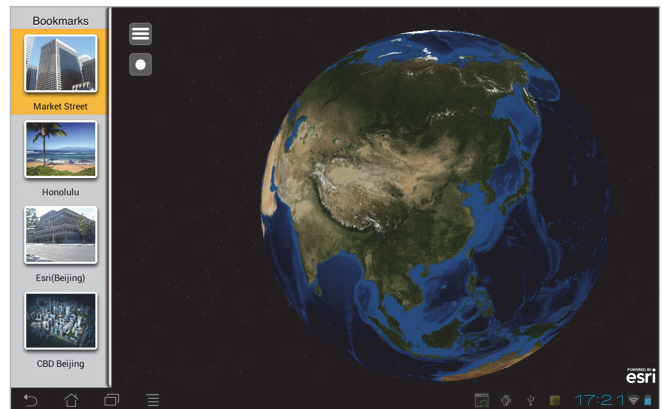 Bookmarks
Market Street
Honolulu
Esri(Beijing)
CBD Beijing
POWERED BY
esri
17:21